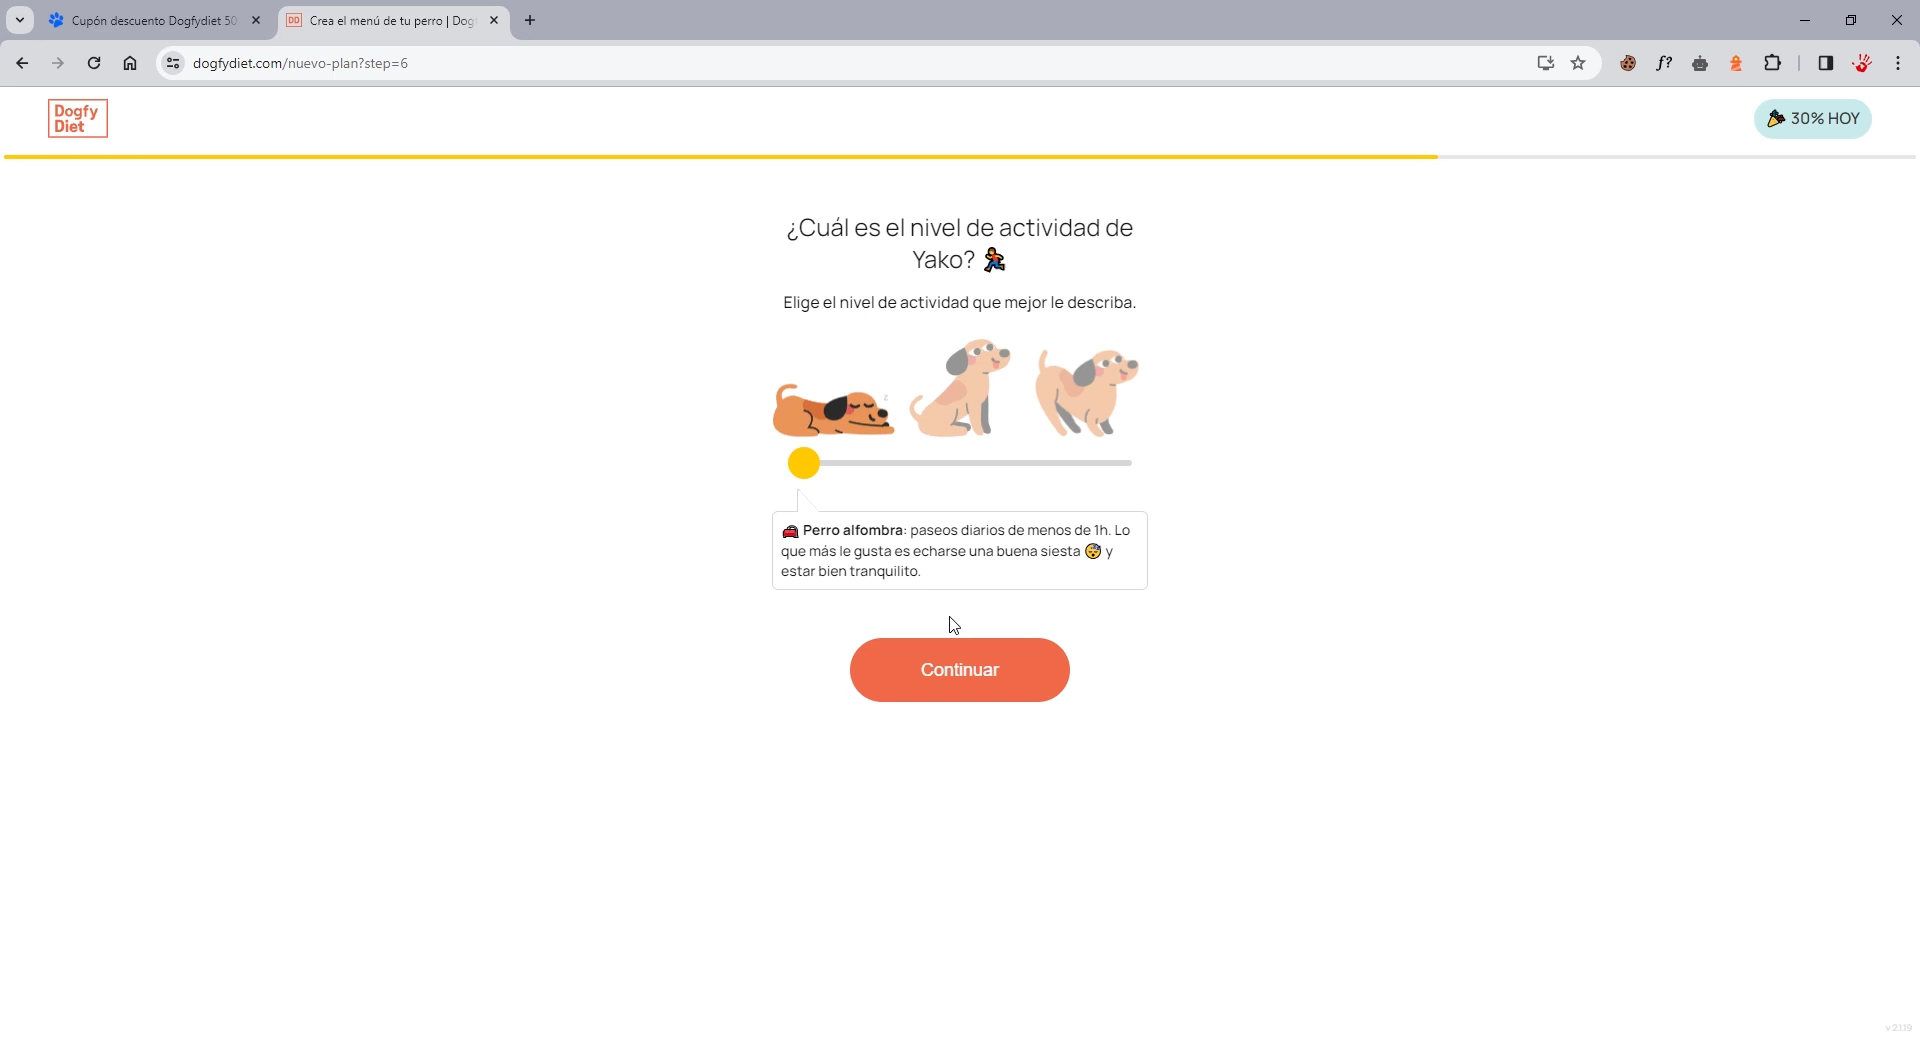 Cupón descuento Dogfydiet 50
Crea el menú de tu perro | Dog
dogfydiet.com/nuevo-plan?step=6
f?
Dogfy
Diet
30% HOY
¿Cuál es el nivel de actividad de
Yako?
Elige el nivel de actividad que mejor le describa.
z
Perro alfombra: paseos diarios de menos de 1h. Lo
que más le gusta es echarse una buena siesta 😴 y
estar bien tranquilito.
Continuar
v 2.1.19